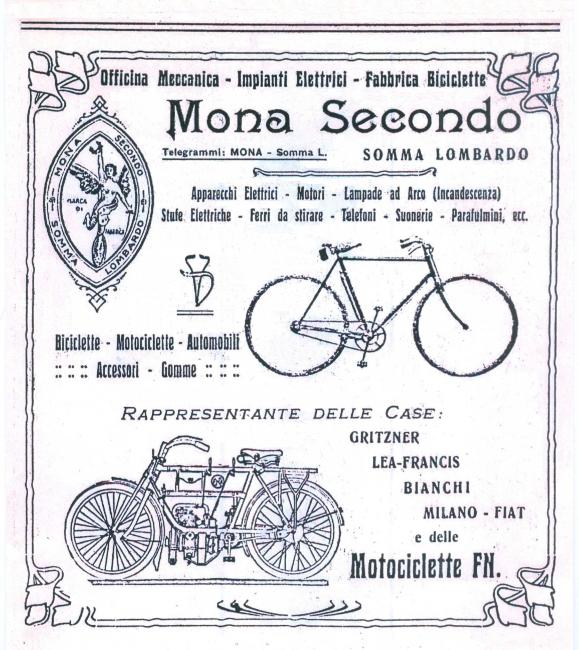 Officina Meccanica - Impianti Elettrici - Fabbrica Biciclette
Mona Secondo
Telegrammi: MONA - Somma L.
SOMMA LOMBARDO
MONA SECONDO
MARCA DI FABBRICA
SOMMA LOMBARDO
Apparecchi Elettrici - Motori - Lampade ad Arco (Incandescenza)
Stufe Elettriche - Ferri da stirare - Telefoni - Suonerie - Parafulmini, ecc.
Biciclette - Motociclette - Automobili
:: :: :: Accessori - Gomme :: :: ::
RAPPRESENTANTE DELLE CASE:
GRITZNER
LEA-FRANCIS
BIANCHI
MILANO - FIAT
e delle
Motociclette FN.